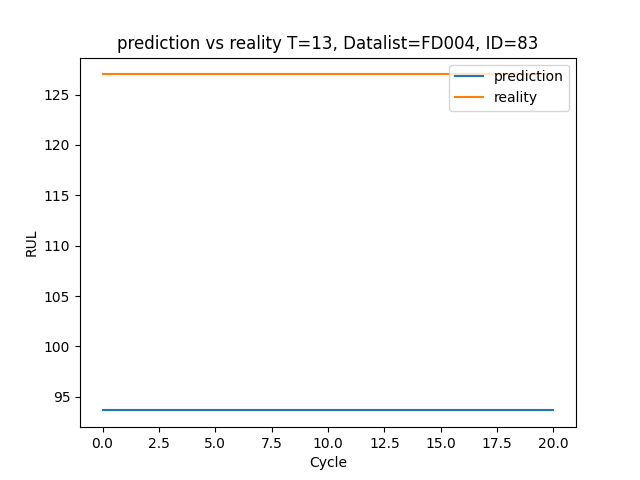 prediction vs reality T=13, Datalist=FD004, ID=83
prediction
reality
RUL
125
120
115
110
105
100
95
0.0 2.5 5.0 7.5 10.0 12.5 15.0 17.5 20.0
Cycle